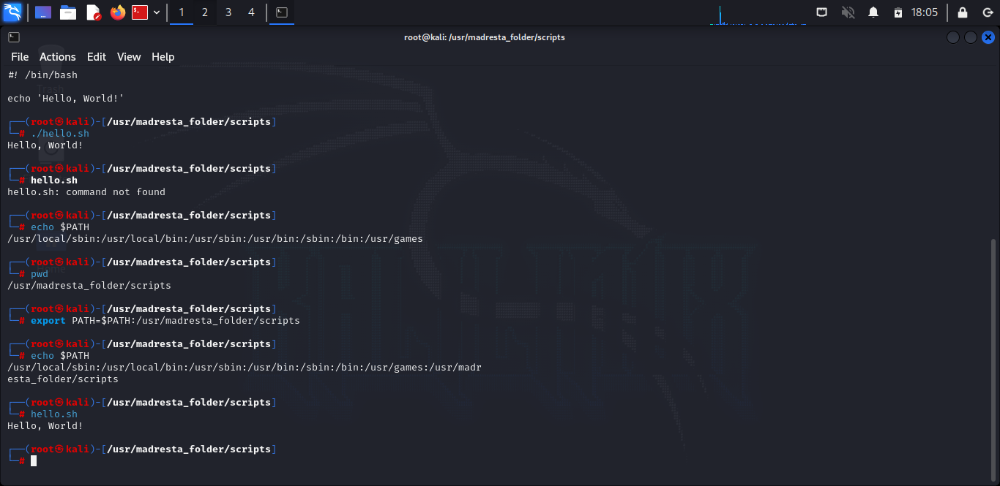 1 2 3 4
18:05
root@kali: /usr/madresta_folder/scripts
File Actions Edit View Help
#! /bin/bash
Trash
echo 'Hello, World!'
┌──(root㉿kali)-[/usr/madresta_folder/scripts]
└─# ./hello.sh
Hello, World!
┌──(root㉿kali)-[/usr/madresta_folder/scripts]
└─# hello.sh
hello.sh: command not found
┌──(root㉿kali)-[/usr/madresta_folder/scripts]
└─# echo $PATH
/usr/local/sbin:/usr/local/bin:/usr/sbin:/usr/bin:/sbin:/bin:/usr/games
┌──(root㉿kali)-[/usr/madresta_folder/scripts]
Home
└─# pwd
/usr/madresta_folder/scripts
┌──(root㉿kali)-[/usr/madresta_folder/scripts]
└─# export PATH=$PATH:/usr/madresta_folder/scripts
┌──(root㉿kali)-[/usr/madresta_folder/scripts]
└─# echo $PATH
/usr/local/sbin:/usr/local/bin:/usr/sbin:/usr/bin:/sbin:/bin:/usr/games:/usr/madr
esta_folder/scripts
┌──(root㉿kali)-[/usr/madresta_folder/scripts]
└─# hello.sh
Hello, World!
┌──(root㉿kali)-[/usr/madresta_folder/scripts]
└─#